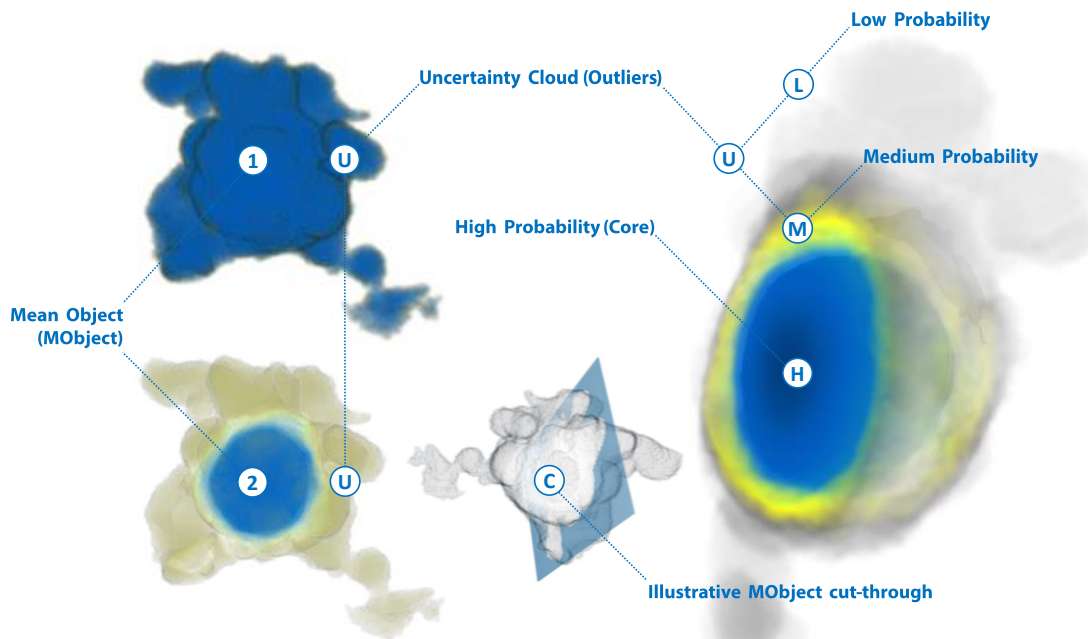 Low Probability
Uncertainty Cloud (Outliers)
L
1
U
U
Medium Probability
High Probability (Core)
M
Mean Object
(MObject)
H
2
U
C
Illustrative MObject cut-through